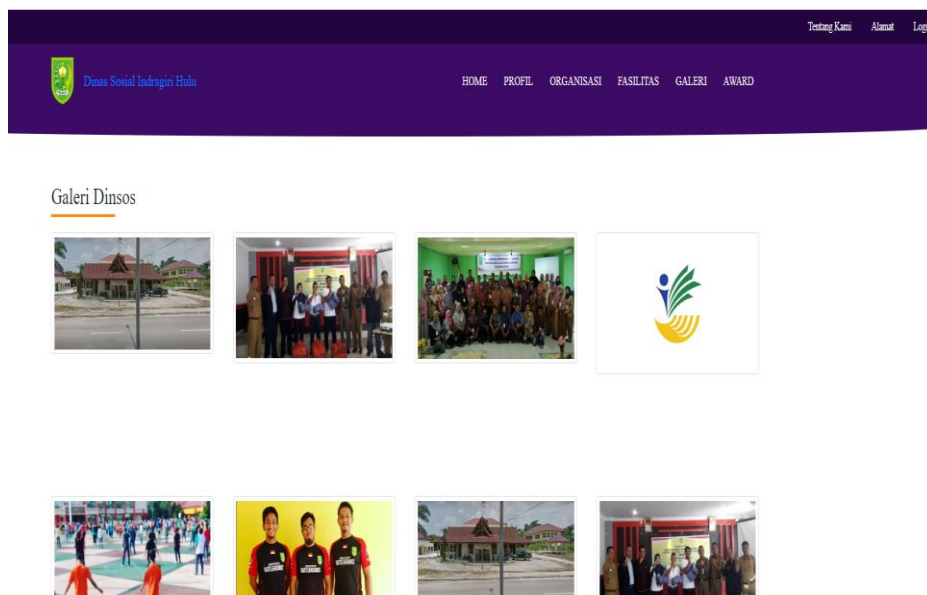 Tentang Kami Alamat
Dinas Sosial Indragiri Hulu
HOME PROFIL ORGANISASI FASILITAS GALERI AWARD
Galeri Dinsos